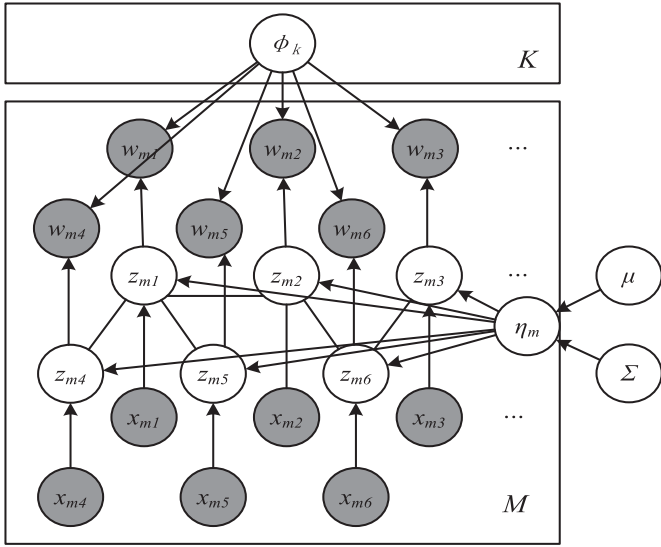 ϕk
K
wm1 wm2 wm3 ...
wm4 wm5 wm6
zm1 zm2 zm3 ... μ
ηm
zm4 zm5 zm6 Σ
xm1 xm2 xm3 ...
xm4 xm5 xm6 M